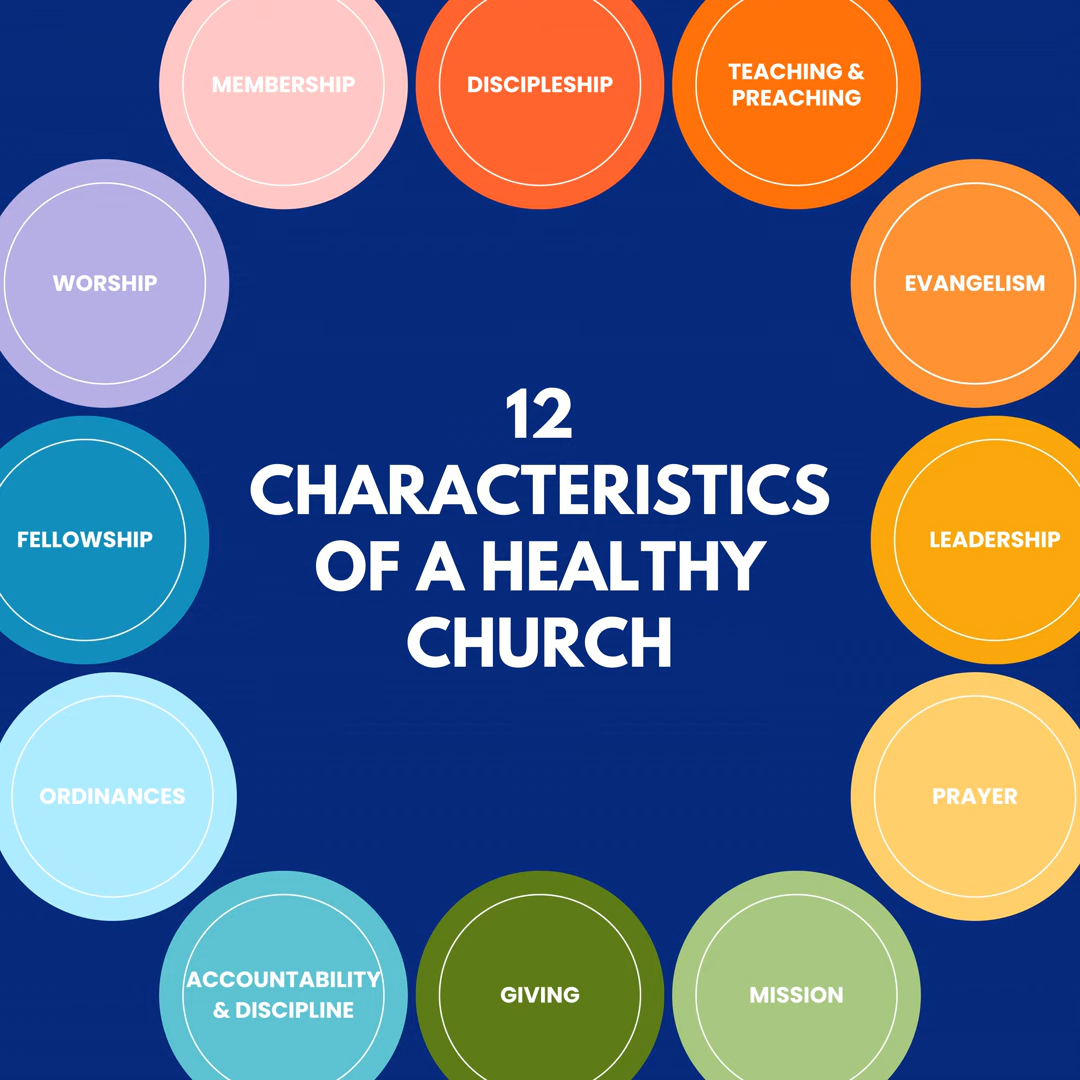 MEMBERSHIP
DISCIPLESHIP
TEACHING &
PREACHING
WORSHIP
EVANGELISM
12
CHARACTERISTICS
OF A HEALTHY
CHURCH
FELLOWSHIP
LEADERSHIP
ORDINANCES
PRAYER
ACCOUNTABILITY
& DISCIPLINE
GIVING
MISSION